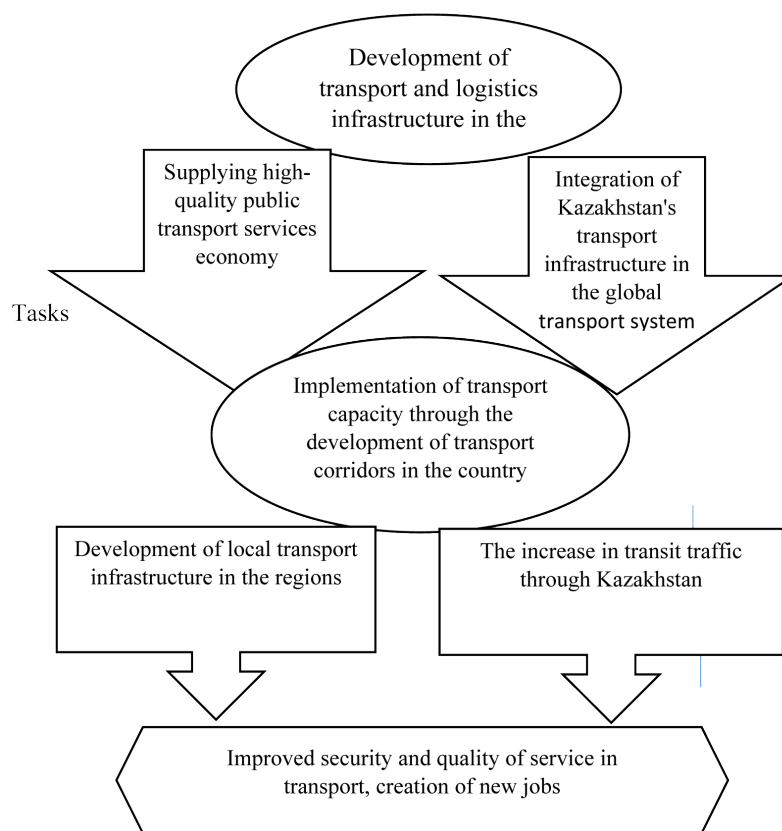 Development of
transport and logistics
infrastructure in the
Supplying high-
quality public
transport services
economy
Integration of
Kazakhstan's
transport
infrastructure in
the global
transport system
Tasks
Implementation of transport
capacity through the
development of transport
corridors in the country
Development of local transport
infrastructure in the regions
The increase in transit traffic
through Kazakhstan
Improved security and quality of service in
transport, creation of new jobs